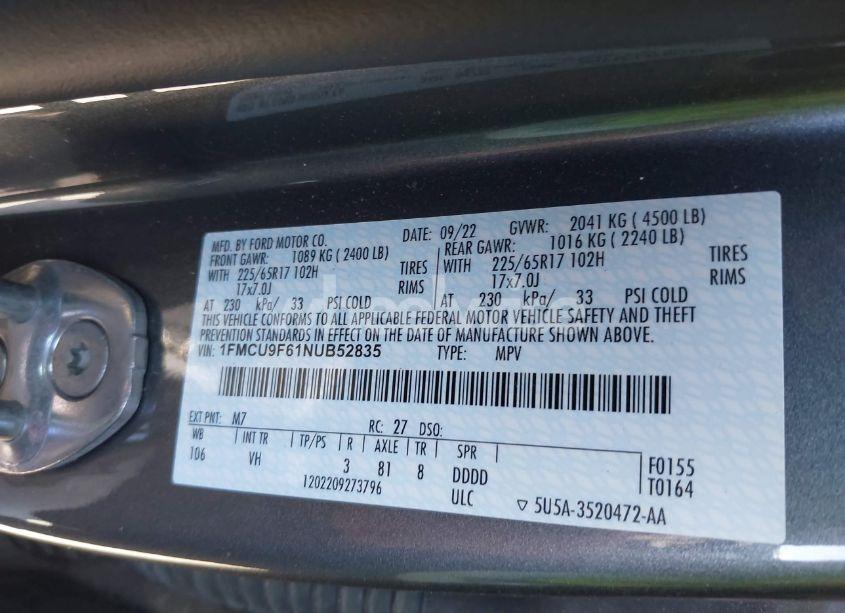 MFD. BY FORD MOTOR CO. DATE: 09/22 GVWR: 2041 KG ( 4500 LB)
FRONT GAWR: 1089 KG ( 2400 LB) REAR GAWR: 1016 KG ( 2240 LB)
WITH 225/65R17 102H TIRES WITH 225/65R17 102H TIRES
17x7.0J RIMS 17x7.0J RIMS
AT 230 kPa/ 33 PSI COLD AT 230 kPa/ 33 PSI COLD
THIS VEHICLE CONFORMS TO ALL APPLICABLE FEDERAL MOTOR VEHICLE SAFETY AND THEFT
PREVENTION STANDARDS IN EFFECT ON THE DATE OF MANUFACTURE SHOWN ABOVE.
VIN: 1FMCU9F61NUB52835 TYPE: MPV
EXT PNT: M7 RC: 27 DSO:
WB INT TR TP/PS R AXLE TR SPR
106 VH 3 81 8 DDDD F0155
1202209273796 ULC T0164
▽ 5U5A-3520472-AA